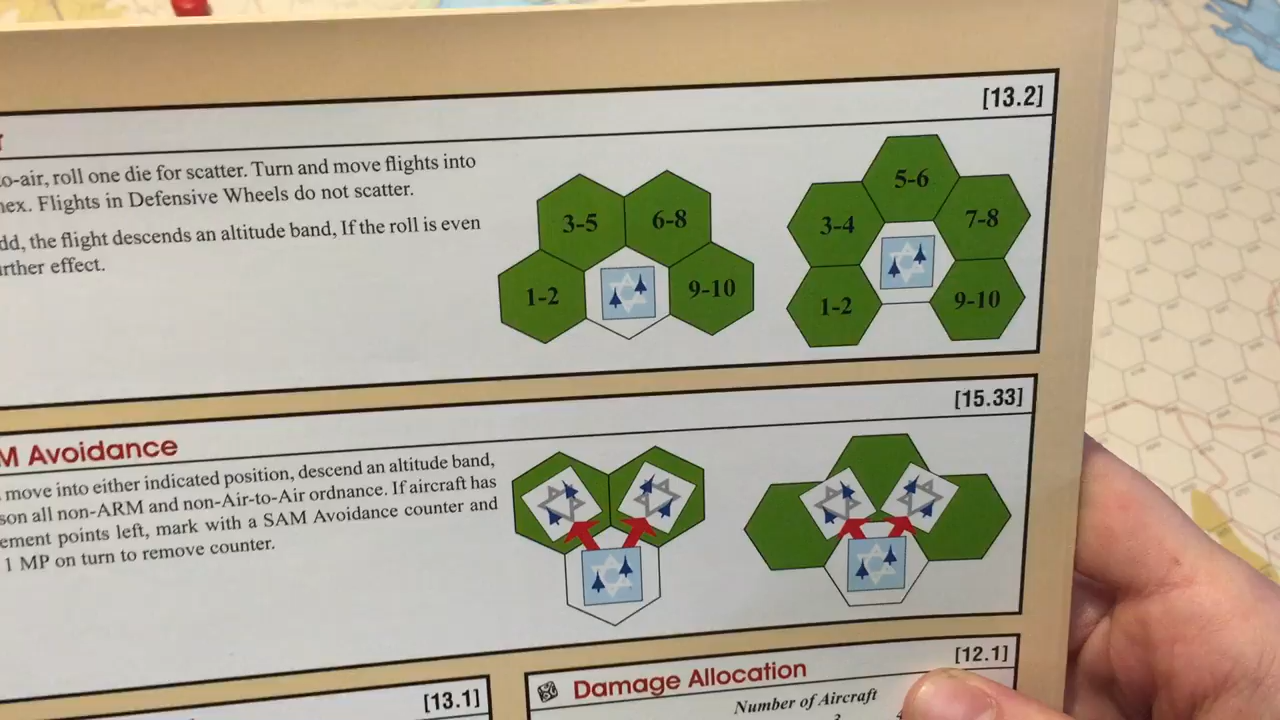 [13.2]
o-air, roll one die for scatter. Turn and move flights into
hex. Flights in Defensive Wheels do not scatter.
dd, the flight descends an altitude band, If the roll is even
rther effect.
3-5 6-8
1-2 9-10
5-6
3-4 7-8
1-2 9-10
[15.33]
M Avoidance
move into either indicated position, descend an altitude band,
son all non-ARM and non-Air-to-Air ordnance. If aircraft has
ement points left, mark with a SAM Avoidance counter and
1 MP on turn to remove counter.
[13.1]
Damage Allocation [12.1]
Number of Aircraft